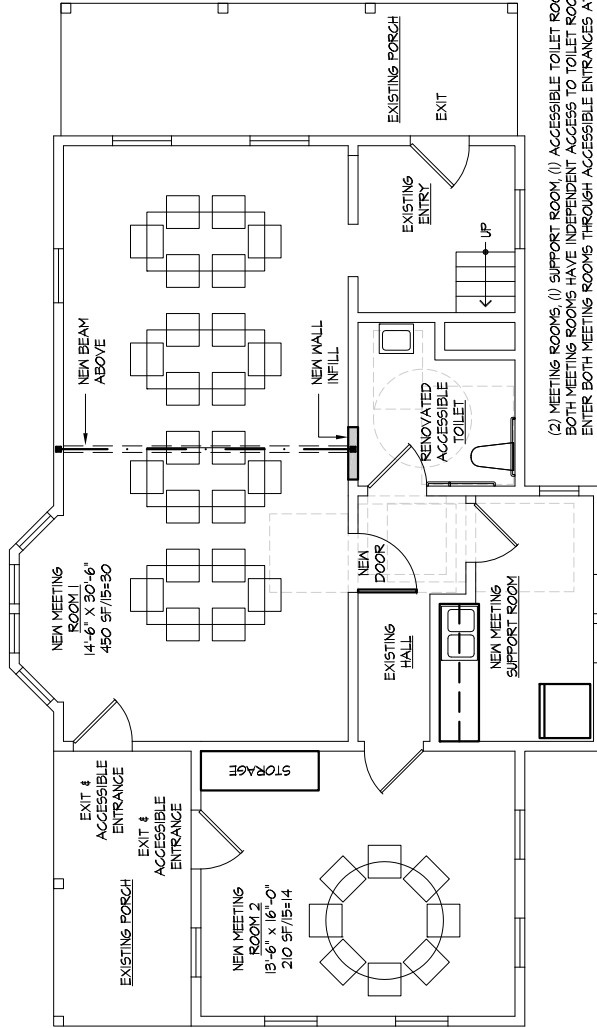 EXISTING PORCH
EXIT
EXISTING
ENTRY
UP
NEW BEAM
ABOVE
NEW WALL
INFILL
RENOVATED
ACCESSIBLE
TOILET
NEW MEETING
ROOM 1
14'-6" X 30'-6"
450 SF/15=30
NEW
DOOR
EXISTING
HALL
NEW MEETING
SUPPORT ROOM
STORAGE
EXIT &
ACCESSIBLE
ENTRANCE
EXIT &
ACCESSIBLE
ENTRANCE
EXISTING PORCH
NEW MEETING
ROOM 2
13'-6" x 16'-0"
210 SF/15=14
(2) MEETING ROOMS, (1) SUPPORT ROOM, (1) ACCESSIBLE TOILET
BOTH MEETING ROOMS HAVE INDEPENDENT ACCESS TO TOILET
ENTER BOTH MEETING ROOMS THROUGH ACCESSIBLE ENTRANCES